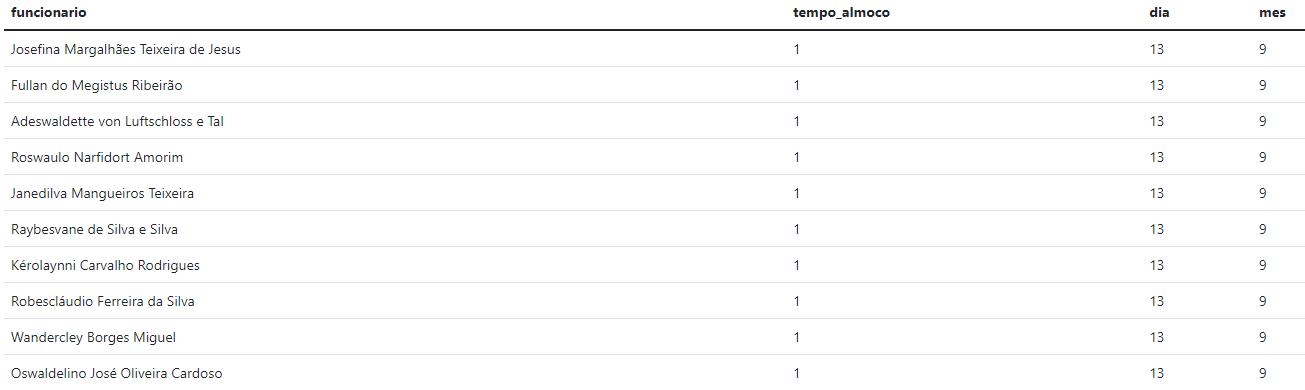 funcionario tempo_almoco dia mes
Josefina Margalhães Teixeira de Jesus 1 13 9
Fullan do Megistus Ribeirão 1 13 9
Adeswaldette von Luftschloss e Tal 1 13 9
Roswaulo Narfidort Amorim 1 13 9
Janedilva Mangueiros Teixeira 1 13 9
Raybesvane de Silva e Silva 1 13 9
Kérolaynni Carvalho Rodrigues 1 13 9
Robescláudio Ferreira da Silva 1 13 9
Wandercley Borges Miguel 1 13 9
Oswaldelino José Oliveira Cardoso 1 13 9